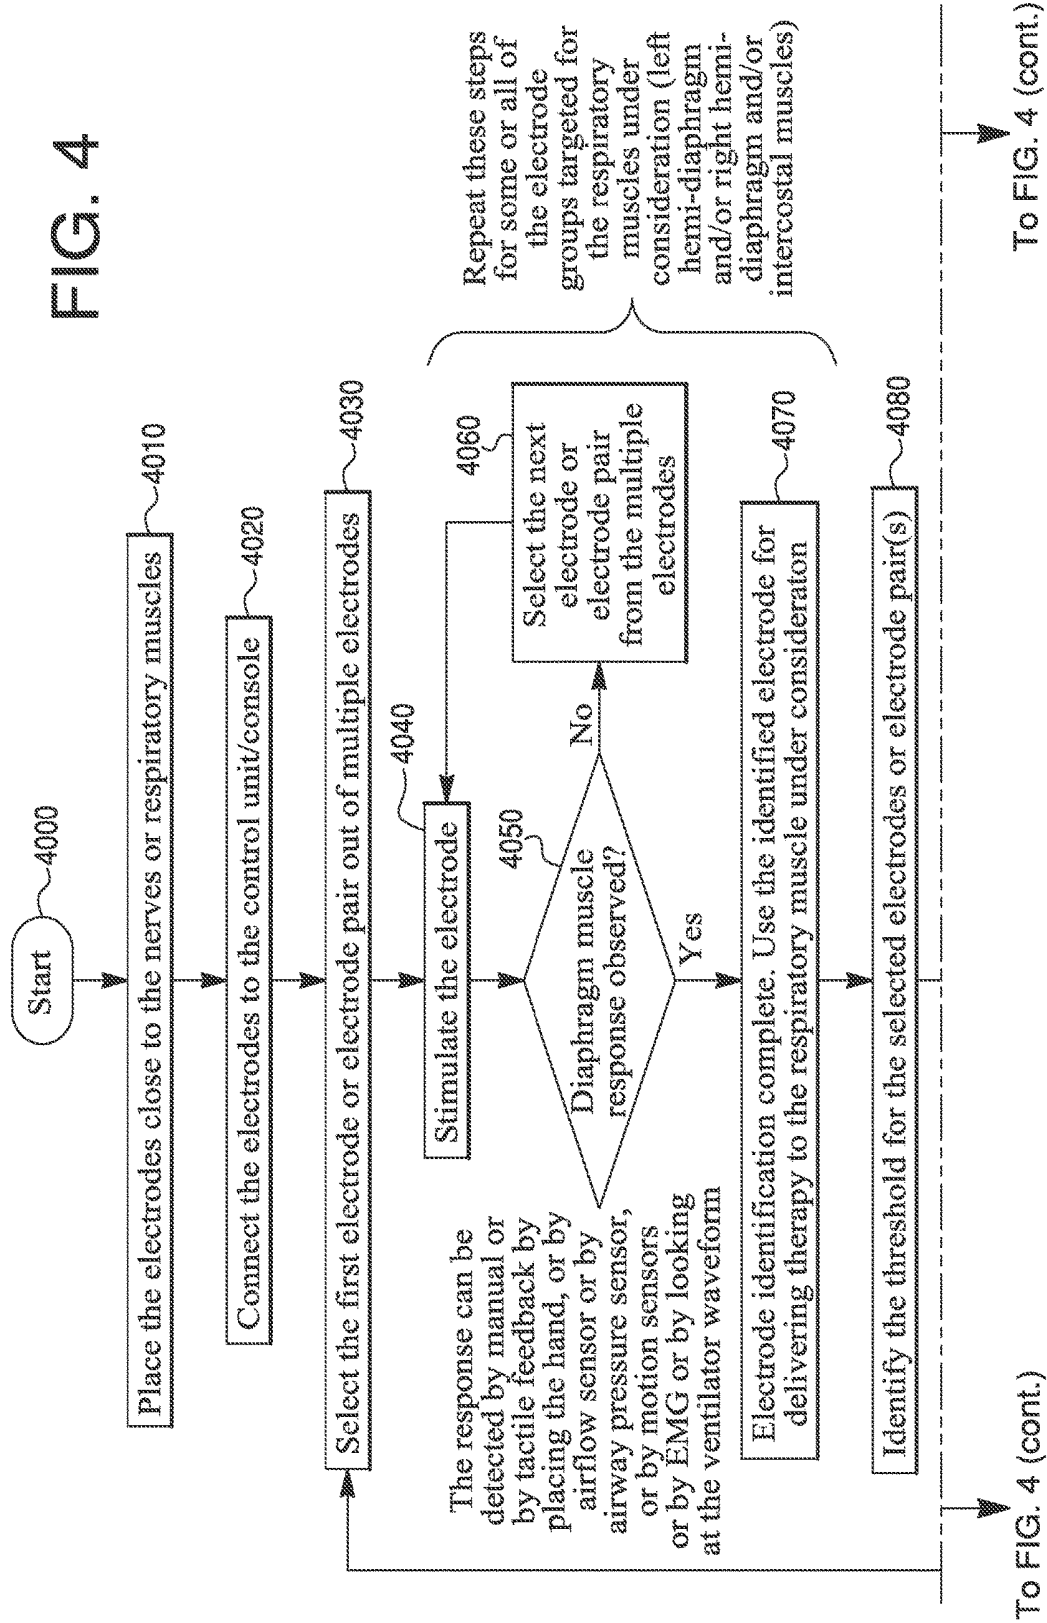 FIG. 4
Start
4000
Place the electrodes close to the nerves or respiratory muscles
4010
Connect the electrodes to the control unit/console
4020
Select the first electrode or electrode pair out of multiple electrodes
4030
Stimulate the electrode
4040
Diaphragm muscle
response observed?
4050
No
Yes
The response can be
detected by manual or
by tactile feedback by
placing the hand, or by
airflow sensor or by
airway pressure sensor,
or by motion sensors
or by EMG or by looking
at the ventilator waveform
Select the next
electrode or
electrode pair
from the multiple
electrodes
4060
Repeat these steps
for some or all of
the electrode
groups targeted for
the respiratory
muscles under
consideration (left
hemi-diaphragm
and/or right hemi-
diaphragm and/or
intercostal muscles)
Electrode identification complete. Use the identified electrode for
delivering therapy to the respiratory muscle under consideraton
4070
Identify the threshold for the selected electrodes or electrode pair(s)
4080
To FIG. 4 (cont.)
To FIG. 4 (cont.)